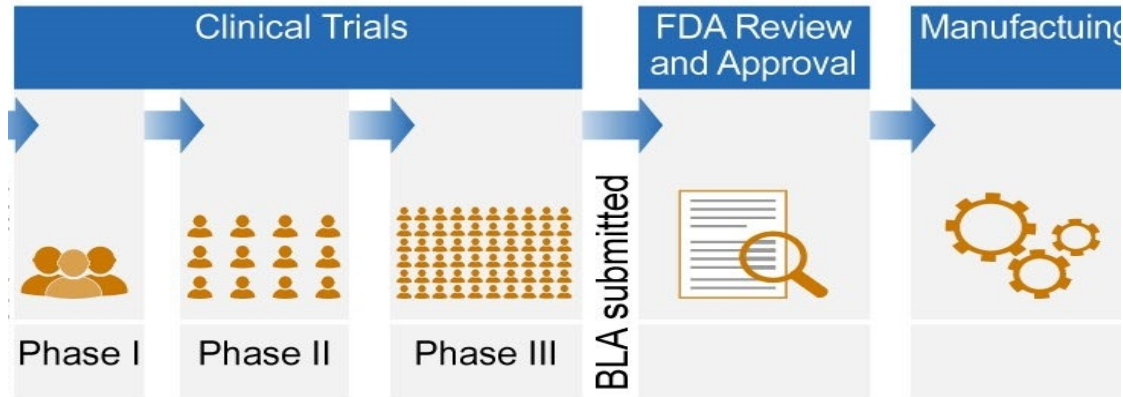 Clinical Trials
FDA Review
and Approval
Manufactuing
Phase I
Phase II
Phase III
BLA submitted